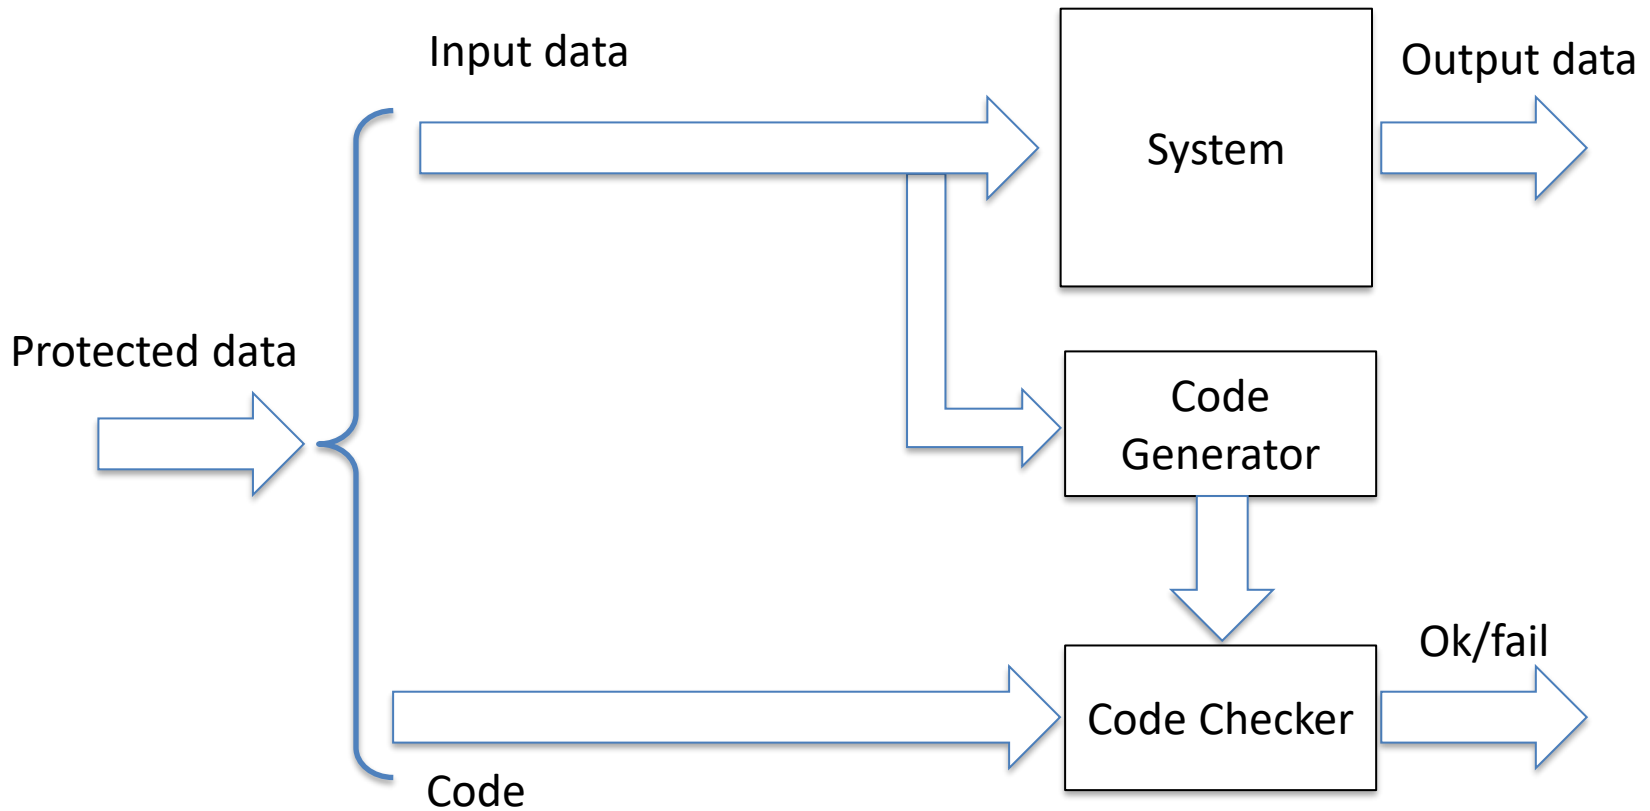 Input data
Output data
System
Protected data
Code
Generator
Ok/fail
Code Checker
Code